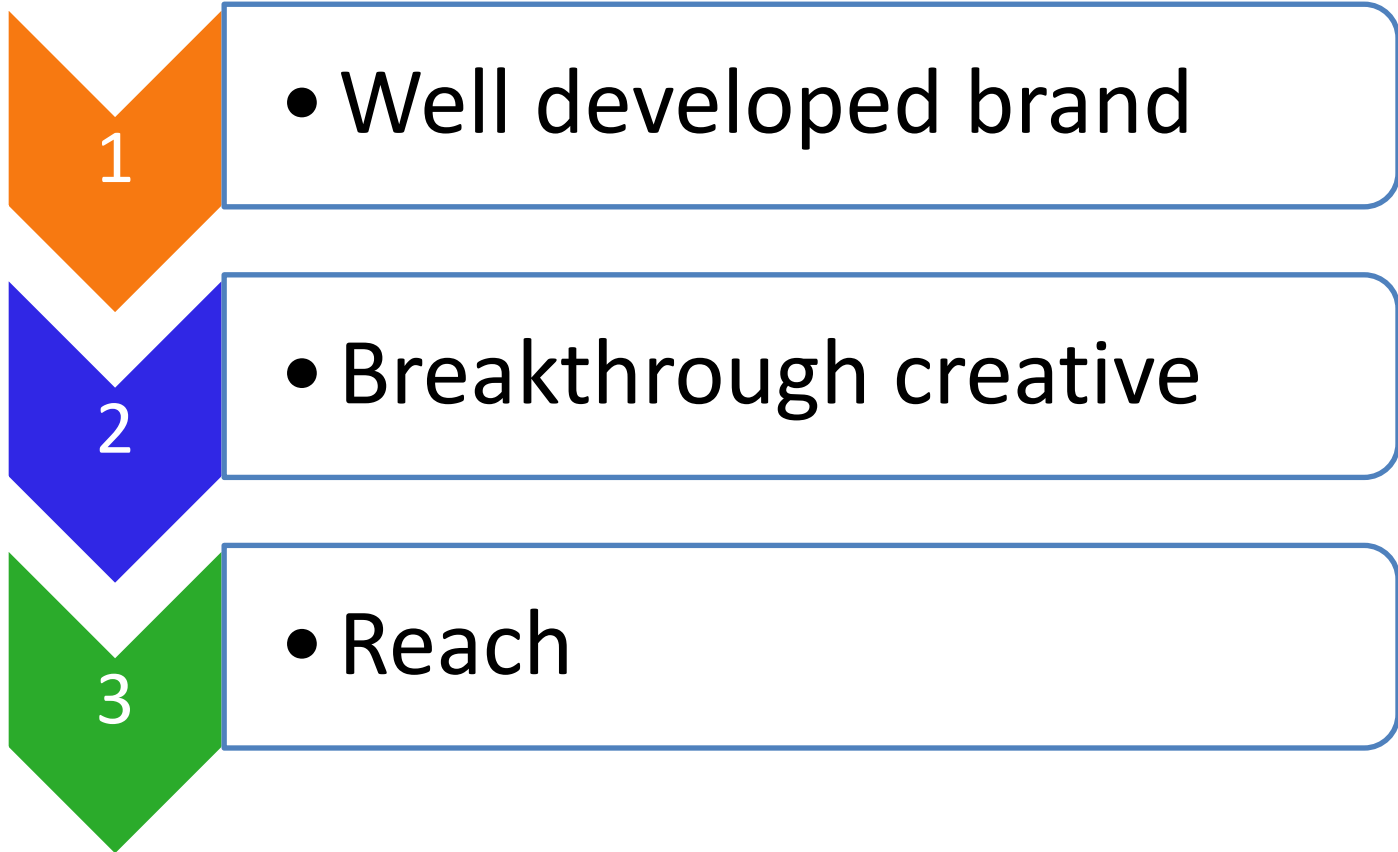 1
• Well developed brand
2
• Breakthrough creative
3
• Reach